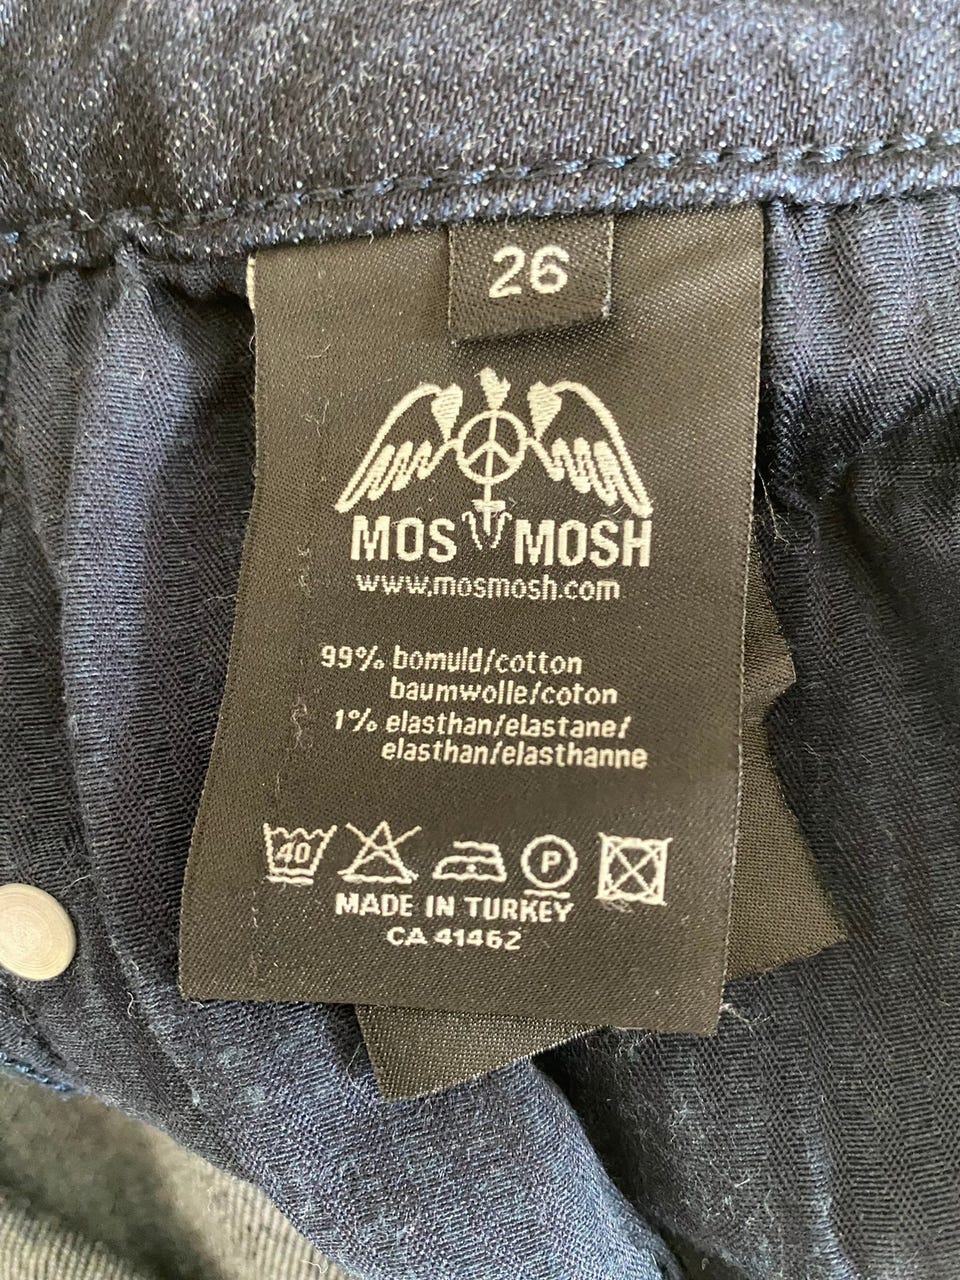 26
MOS MOSH
www.mosmosh.com
99% bomuld/cotton
baumwolle/coton
1% elasthan/elastane/
elasthan/elasthanne
40 P
MADE IN TURKEY
CA 41462